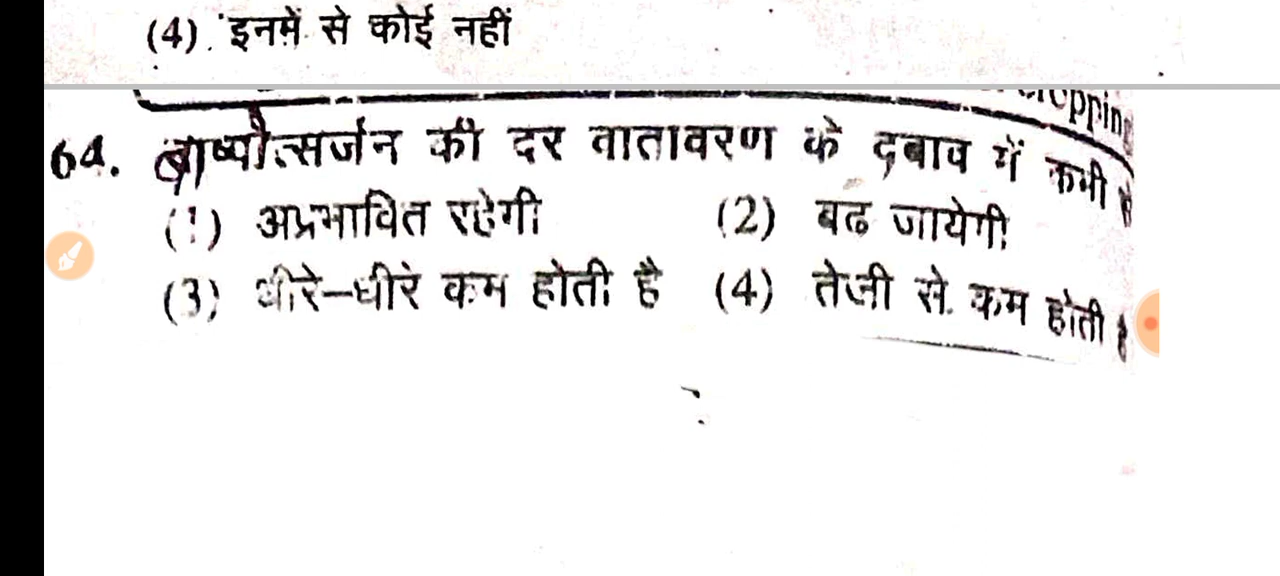 (4). इनमें से कोई नहीं
64. बाष्पोत्सर्जन की दर वातावरण के दबाव में कमी से
(1) अप्रभावित रहेगी (2) बढ जायेगी
(3) धीरे-धीरे कम होती है (4) तेजी से कम होती है